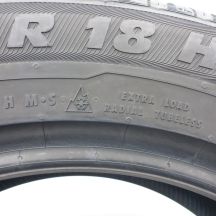 R 18 H
H M·S EXTRA LOAD
RADIAL TUBELESS